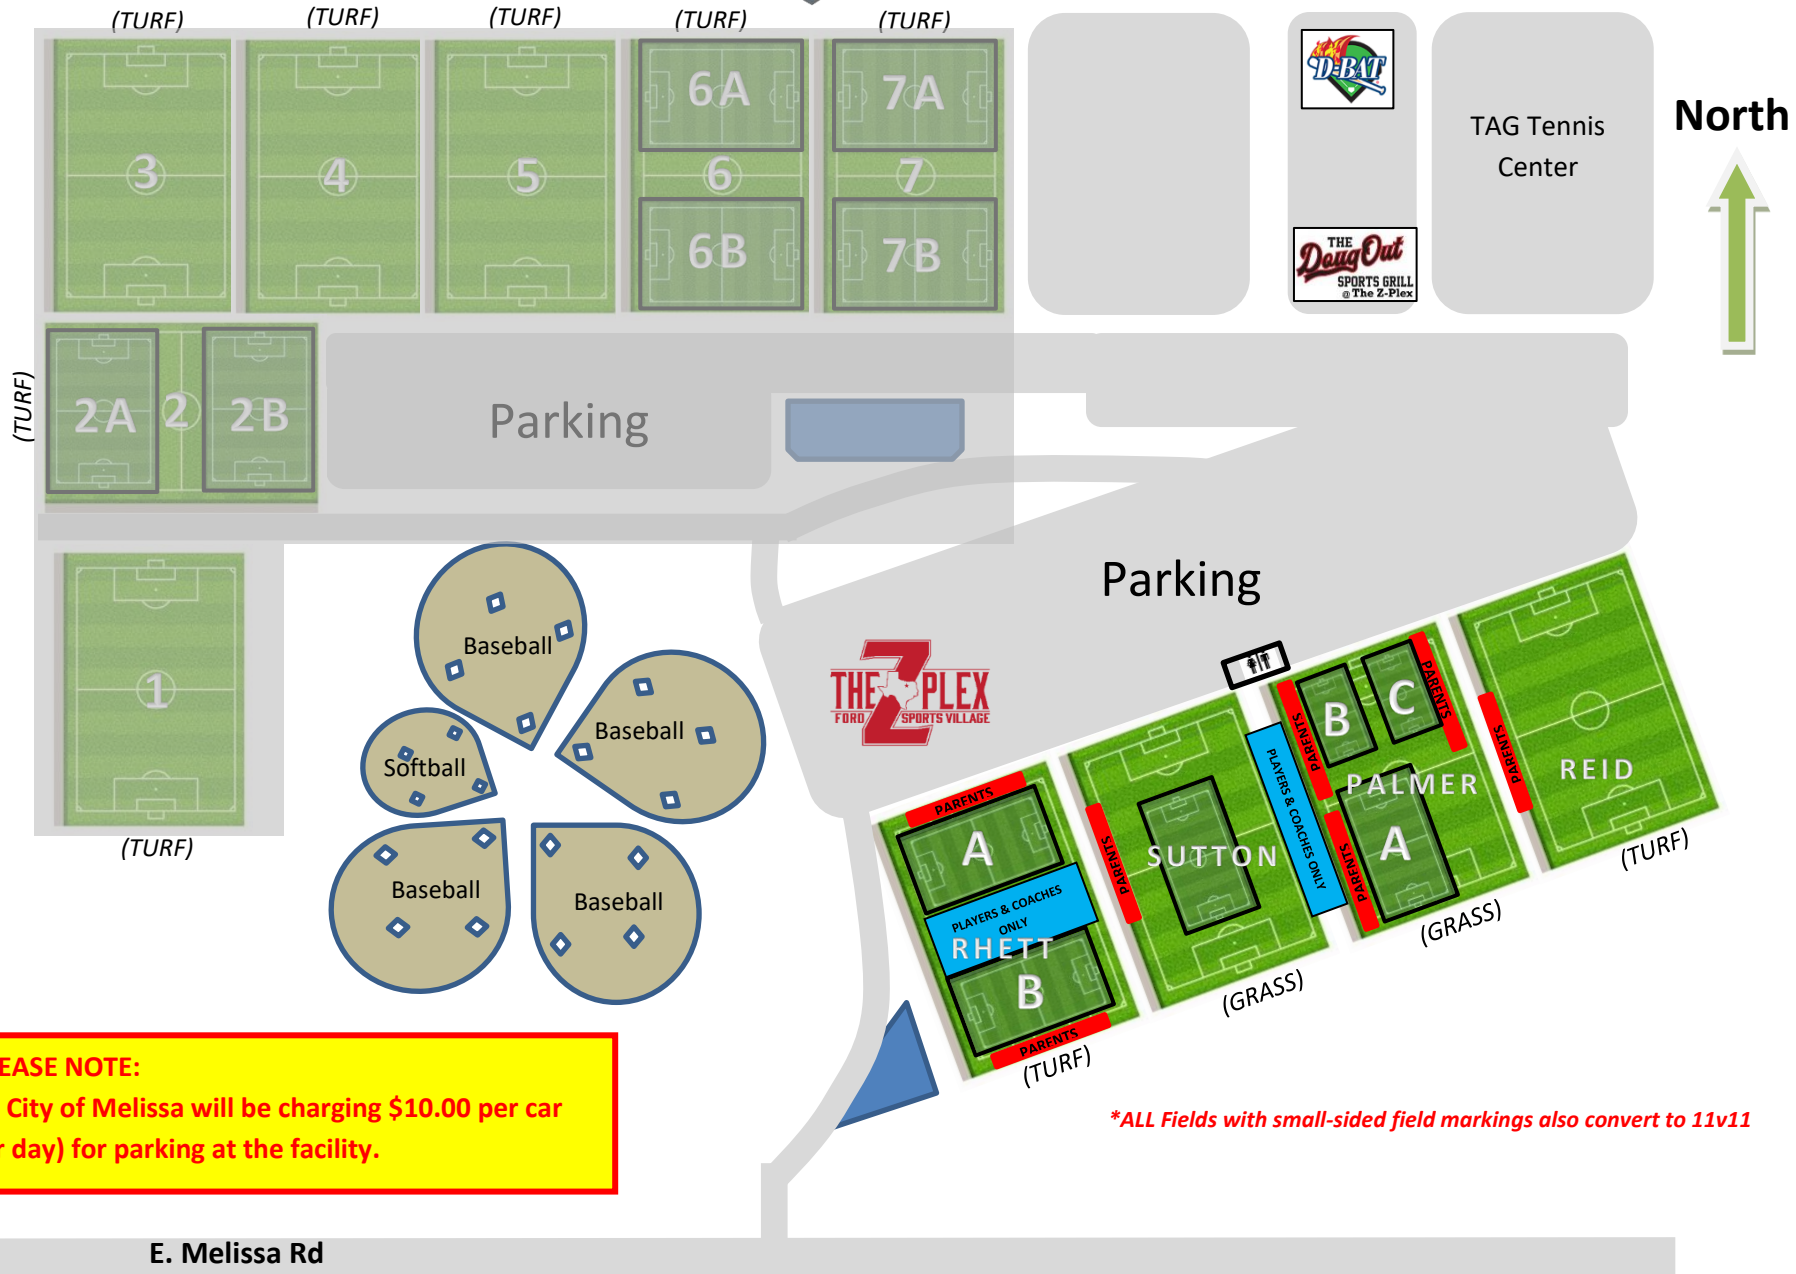 (TURF)
(TURF)
(TURF)
(TURF)
(TURF)
3
4
5
6A
6
6B
7A
7
7B
D-BAT
THE
DougOut
SPORTS GRILL
@ The Z-Plex
TAG Tennis
Center
North
(TURF)
2A
2
2B
Parking
Parking
1
(TURF)
Baseball
Baseball
Softball
Baseball
Baseball
THE Z PLEX
FORD SPORTS VILLAGE
PARENTS
A
PLAYERS & COACHES
ONLY
RHETT
B
PARENTS
(TURF)
PARENTS
SUTTON
(GRASS)
PLAYERS & COACHES ONLY
PARENTS
B
C
PARENTS
PALMER
PARENTS
A
(GRASS)
PARENTS
REID
(TURF)
EASE NOTE:
City of Melissa will be charging $10.00 per car
r day) for parking at the facility.
*ALL Fields with small-sided field markings also convert to 11v11
E. Melissa Rd